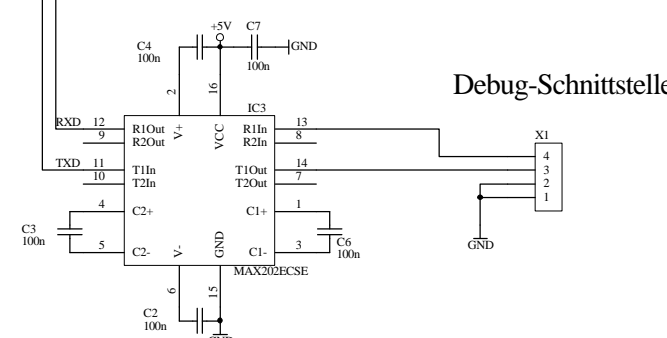 +5V
C4
100n
C7
100n
GND
Debug-Schnittstelle
2
16
IC3
RXD
12
9
TXD
11
10
4
5
R1Out
R2Out
T1In
T2In
C2+
C2-
V+
VCC
V-
GND
R1In
R2In
T1Out
T2Out
C1+
C1-
13
8
14
7
1
3
MAX202ECSE
C3
100n
C6
100n
X1
4
3
2
1
GND
6
15
C2
100n
GND